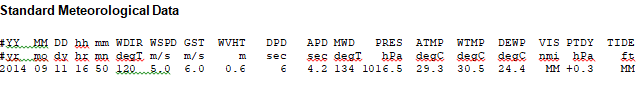 Standard Meteorological Data
#YY MM DD hh mm WDIR WSPD GST WVHT DPD APD MWD PRES ATMP WTMP DEWP VIS PTDY TIDE
#yr mo dy hr mn degT m/s m/s m sec sec degT hPa degC degC degC nmi hPa ft
2014 09 11 16 50 120 5.0 6.0 0.6 6 4.2 134 1016.5 29.3 30.5 24.4 MM +0.3 MM